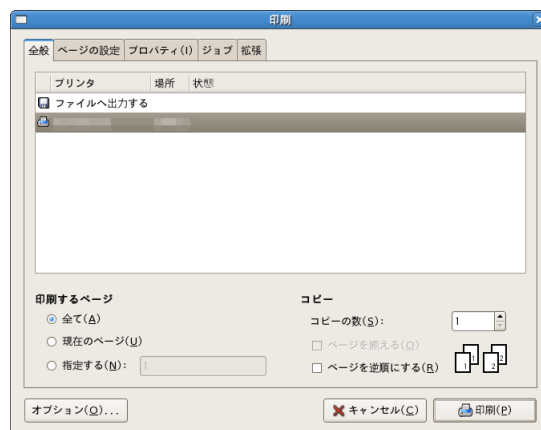 印刷
全般 ページの設定 プロパティ(I) ジョブ 拡張
プリンタ 場所 状態
ファイルへ出力する
印刷するページ
全て(A)
現在のページ(U)
指定する(N): 1
コピー
コピーの数(S): 1
ページを揃える(O)
ページを逆順にする(R)
1 1 2 2
オプション(O)... キャンセル(C) 印刷(P)